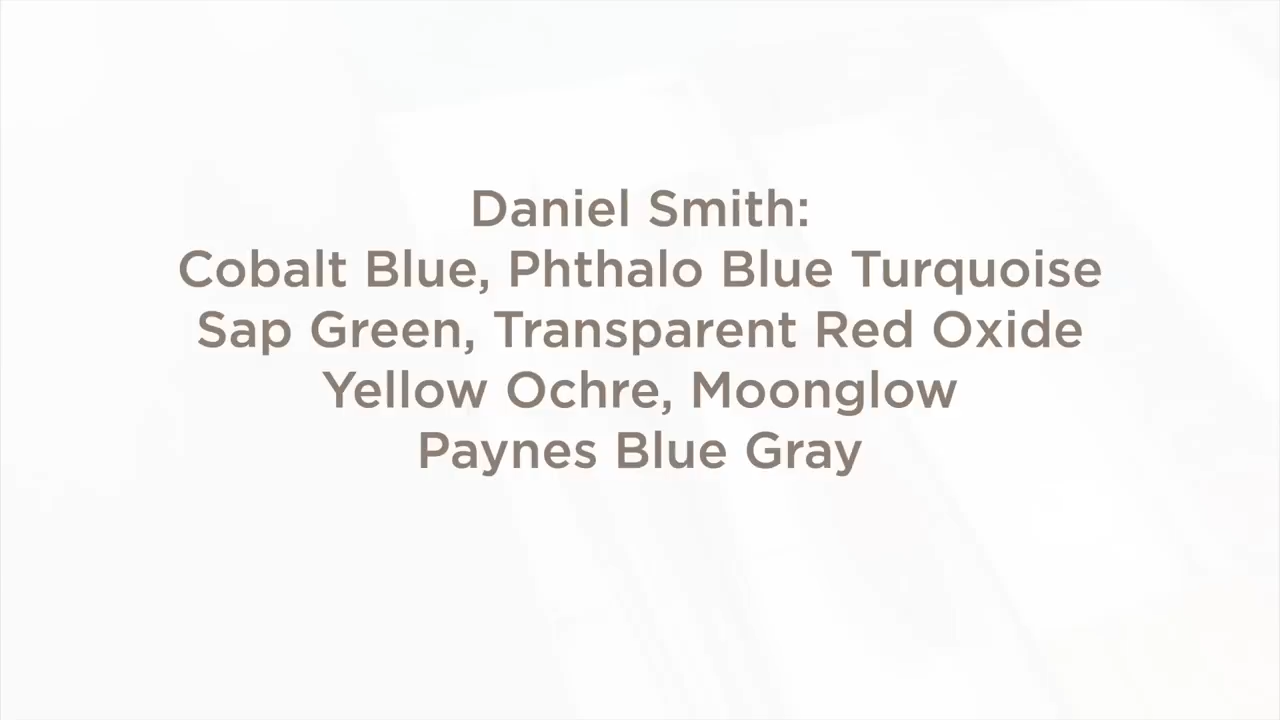 Daniel Smith:
Cobalt Blue, Phthalo Blue Turquoise
Sap Green, Transparent Red Oxide
Yellow Ochre, Moonglow
Paynes Blue Gray